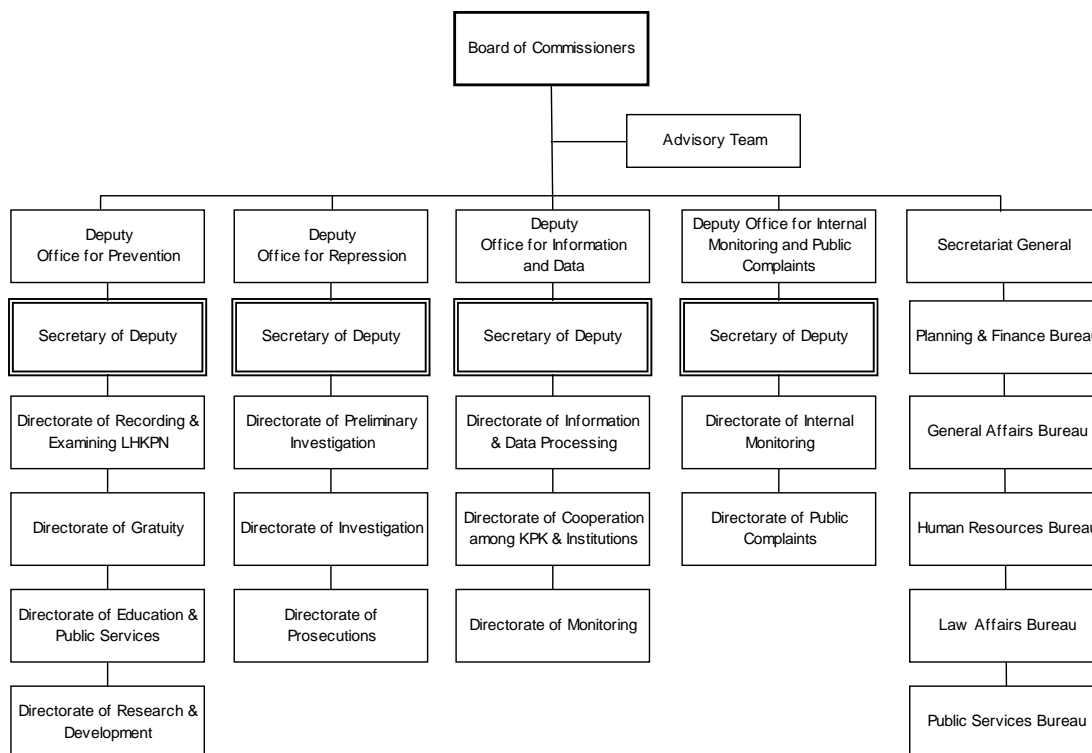 Board of Commissioners
Advisory Team
Deputy
Office for Prevention
Deputy
Office for Repression
Deputy
Office for Information
and Data
Deputy Office for Internal
Monitoring and Public
Complaints
Secretariat General
Secretary of Deputy
Secretary of Deputy
Secretary of Deputy
Secretary of Deputy
Planning & Finance Bureau
Directorate of Recording &
Examining LHKPN
Directorate of Preliminary
Investigation
Directorate of Information
& Data Processing
Directorate of Internal
Monitoring
General Affairs Bureau
Directorate of Gratuity
Directorate of Investigation
Directorate of Cooperation
among KPK & Institutions
Directorate of Public
Complaints
Human Resources Bureau
Directorate of Education &
Public Services
Directorate of
Prosecutions
Directorate of Monitoring
Law Affairs Bureau
Directorate of Research &
Development
Public Services Bureau